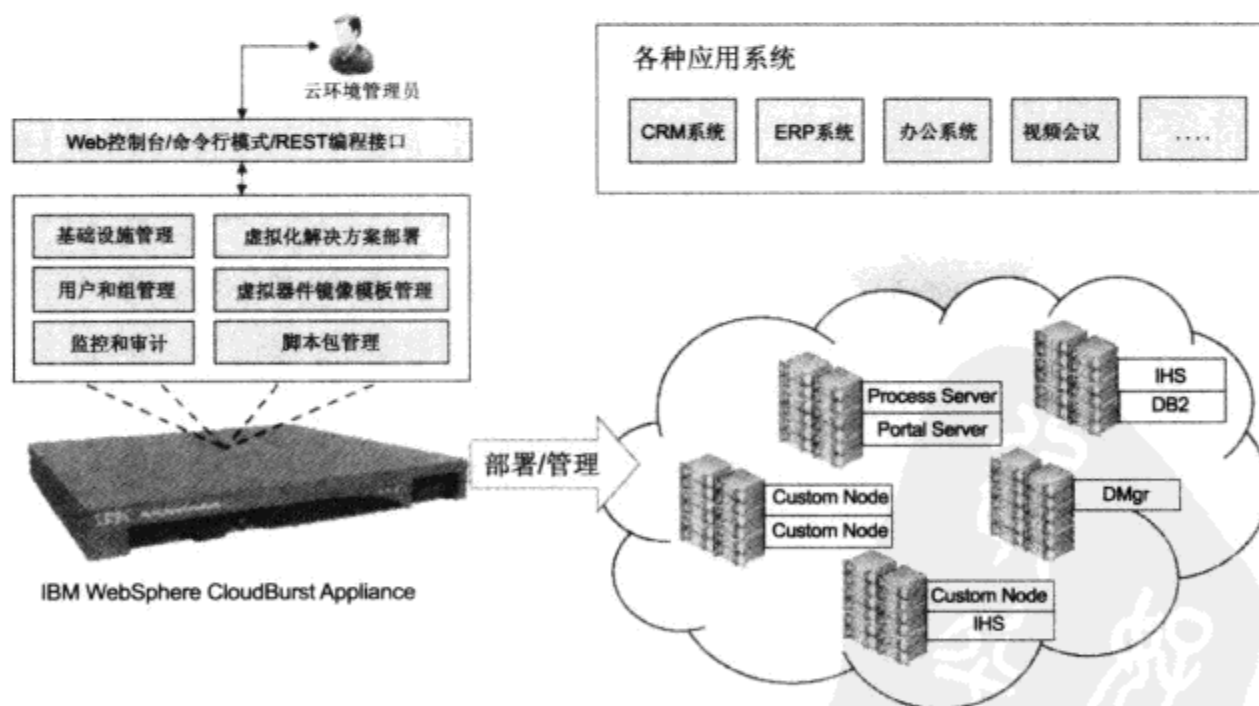 云环境管理员
Web控制台/命令行模式/REST编程接口
基础设施管理
虚拟化解决方案部署
用户和组管理
虚拟器件镜像模板管理
监控和审计
脚本包管理
IBM WebSphere CloudBurst Appliance
部署/管理
各种应用系统
CRM系统
ERP系统
办公系统
视频会议
....
Process Server
Portal Server
IHS
DB2
Custom Node
Custom Node
DMgr
Custom Node
IHS